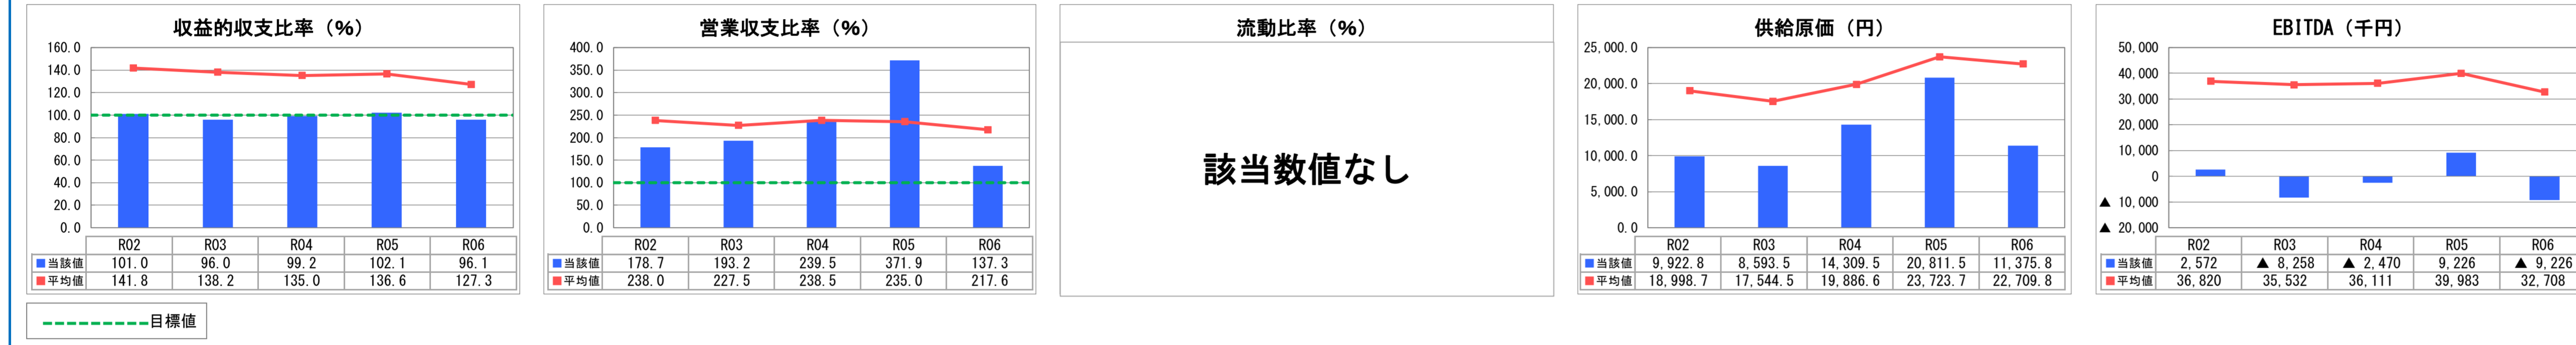 収益的収支比率（％）
160.0
140.0
120.0
100.0
80.0
60.0
40.0
20.0
0.0
R02 R03 R04 R05 R06
当該値 101.0 96.0 99.2 102.1 96.1
平均値 141.8 138.2 135.0 136.6 127.3
営業収支比率（％）
400.0
350.0
300.0
250.0
200.0
150.0
100.0
50.0
0.0
R02 R03 R04 R05 R06
当該値 178.7 193.2 239.5 371.9 137.3
平均値 238.0 227.5 238.5 235.0 217.6
流動比率（％）
該当数値なし
供給原価（円）
25,000.0
20,000.0
15,000.0
10,000.0
5,000.0
0.0
R02 R03 R04 R05 R06
当該値 9,922.8 8,593.5 14,309.5 20,811.5 11,375.8
平均値 18,998.7 17,544.5 19,886.6 23,723.7 22,709.8
EBITDA（千円）
50,000
40,000
30,000
20,000
10,000
0
▲ 10,000
▲ 20,000
R02 R03 R04 R05 R06
当該値 2,572 ▲ 8,258 ▲ 2,470 9,226 ▲ 9,226
平均値 36,820 35,532 36,111 39,983 32,708
目標値